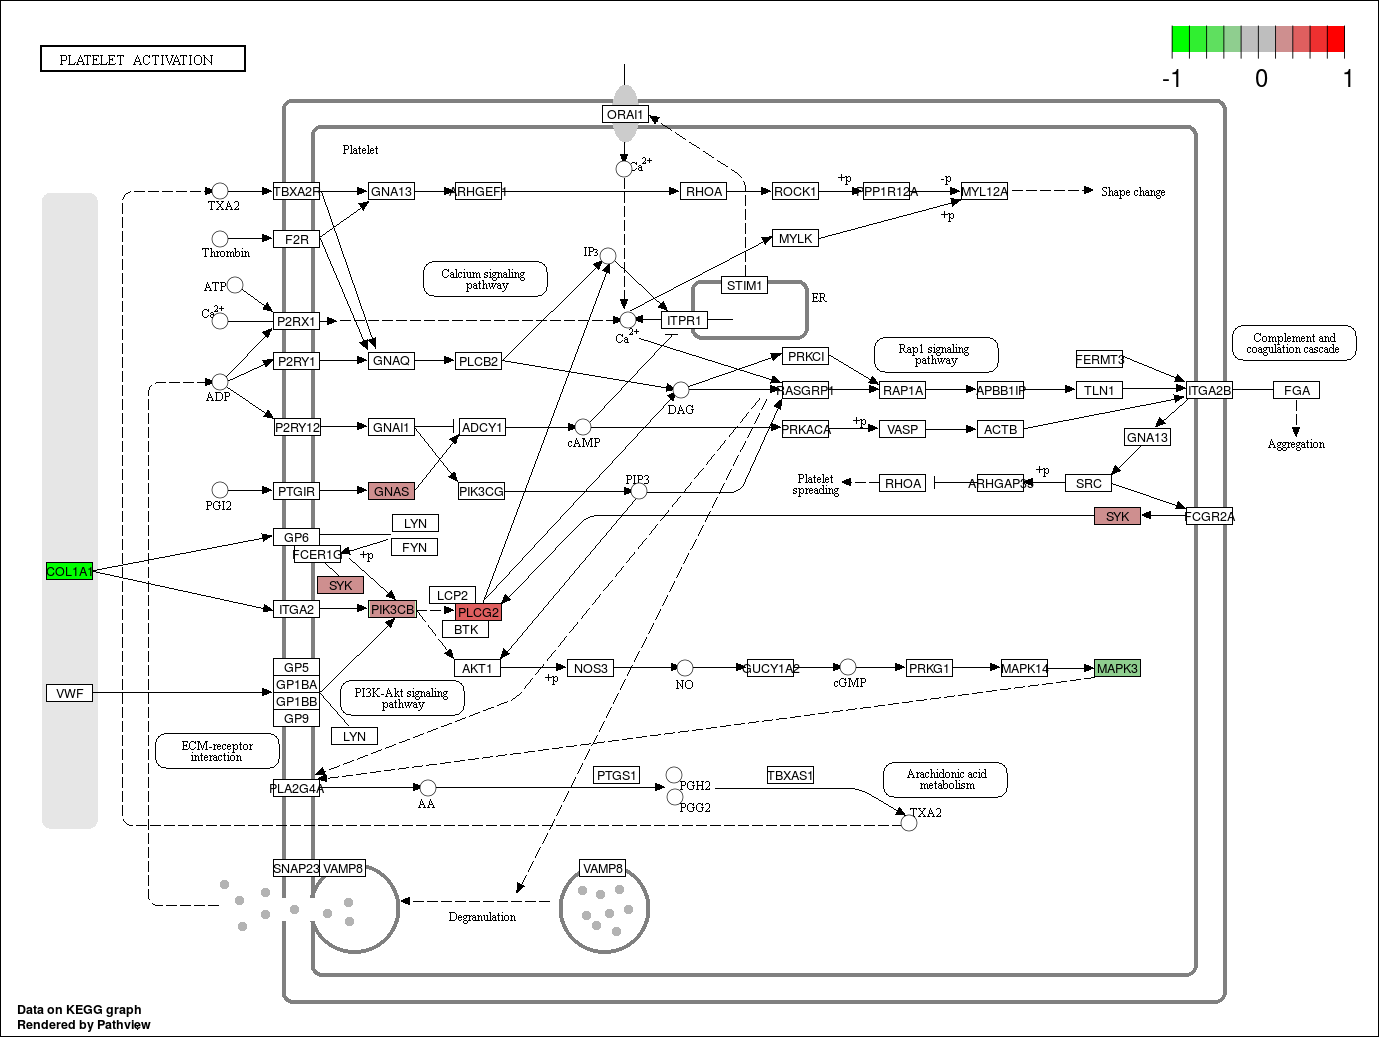 PLATELET ACTIVATION
-1 0 1
ORAI1
Platelet
Ca2+
TXA2
TBXA2R
GNA13
ARHGEF1
RHOA
ROCK1
+p
PPP1R12A
-p
MYL12A
Shape change
+p
Thrombin
F2R
MYLK
IP3
Calcium signaling
pathway
STIM1
ER
ATP
Ca2+
P2RX1
Ca2+
ITPR1
Complement and
coagulation cascade
P2RY1
GNAQ
PLCB2
PRKCI
Rap1 signaling
pathway
FERMT3
ADP
DAG
RASGRP1
RAP1A
APBB1IP
TLN1
ITGA2B
FGA
P2RY12
GNAI1
ADCY1
cAMP
PRKACA
+p
VASP
ACTB
GNA13
Aggregation
PGI2
PTGIR
GNAS
PIK3CG
PIP3
Platelet
spreading
RHOA
ARHGAP35
+p
SRC
SYK
FCGR2A
GP6
LYN
FYN
FCER1G
+p
COL1A1
SYK
LCP2
ITGA2
PIK3CB
PLCG2
BTK
GP5
AKT1
+p
NOS3
NO
GUCY1A2
cGMP
PRKG1
MAPK14
MAPK3
VWF
GP1BA
GP1BB
GP9
PI3K-Akt signaling
pathway
LYN
ECM-receptor
interaction
PLA2G4A
AA
PTGS1
PGH2
PGG2
TBXAS1
Arachidonic acid
metabolism
TXA2
SNAP23
VAMP8
VAMP8
Degranulation
Data on KEGG graph
Rendered by Pathview